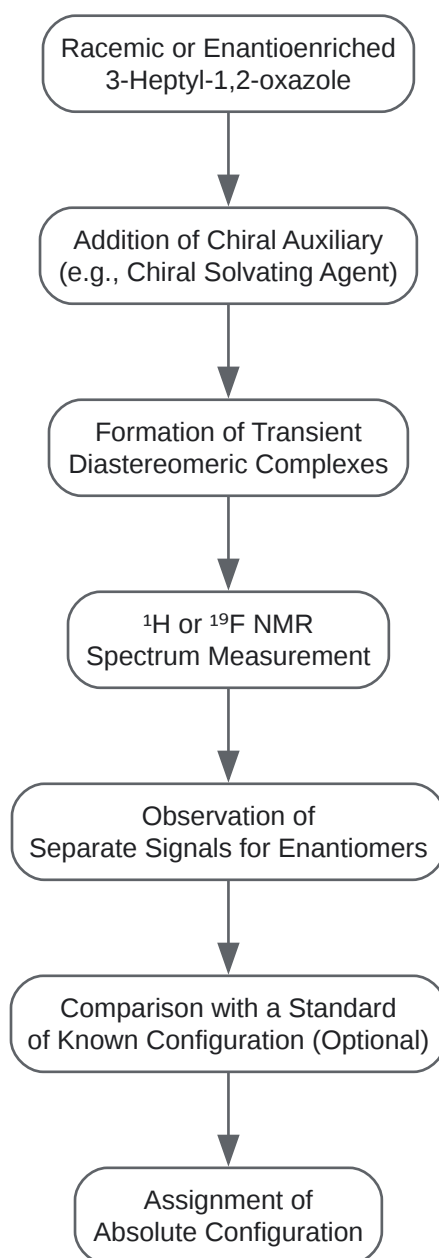 Racemic or Enantioenriched
3-Heptyl-1,2-oxazole
Addition of Chiral Auxiliary
(e.g., Chiral Solvating Agent)
Formation of Transient
Diastereomeric Complexes
¹H or ¹⁹F NMR
Spectrum Measurement
Observation of
Separate Signals for Enantiomers
Comparison with a Standard
of Known Configuration (Optional)
Assignment of
Absolute Configuration